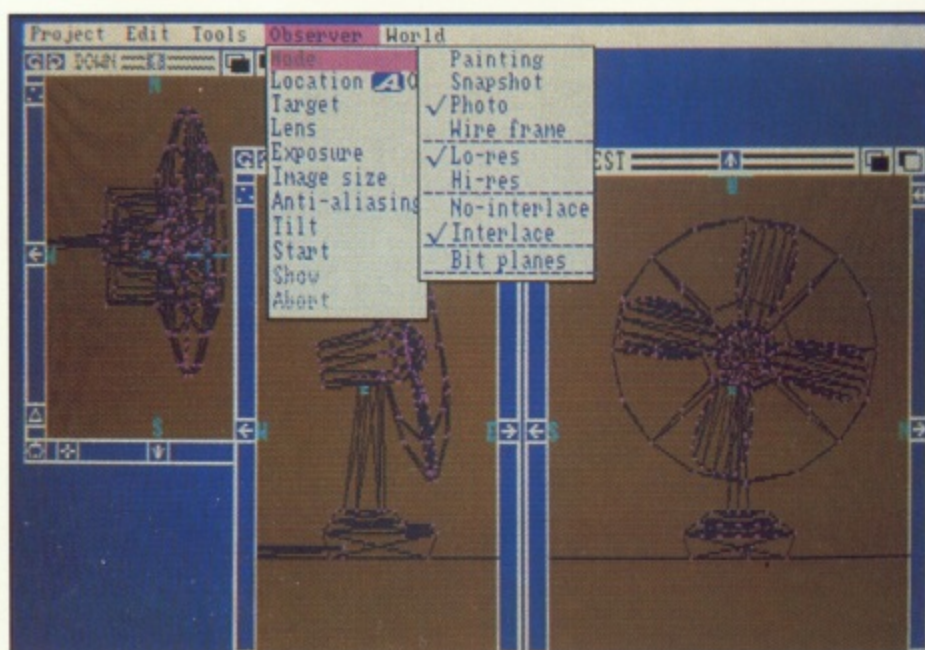 Project Edit Tools Observer World
DOWN
Mode
Location
Target
Lens
Exposure
Image size
Anti-aliasing
Tilt
Start
Show
Abort
Painting
Snapshot
✓Photo
Wire frame
✓Lo-res
Hi-res
No-interlace
✓Interlace
Bit planes
EST
N
W
S
W
E
S
N